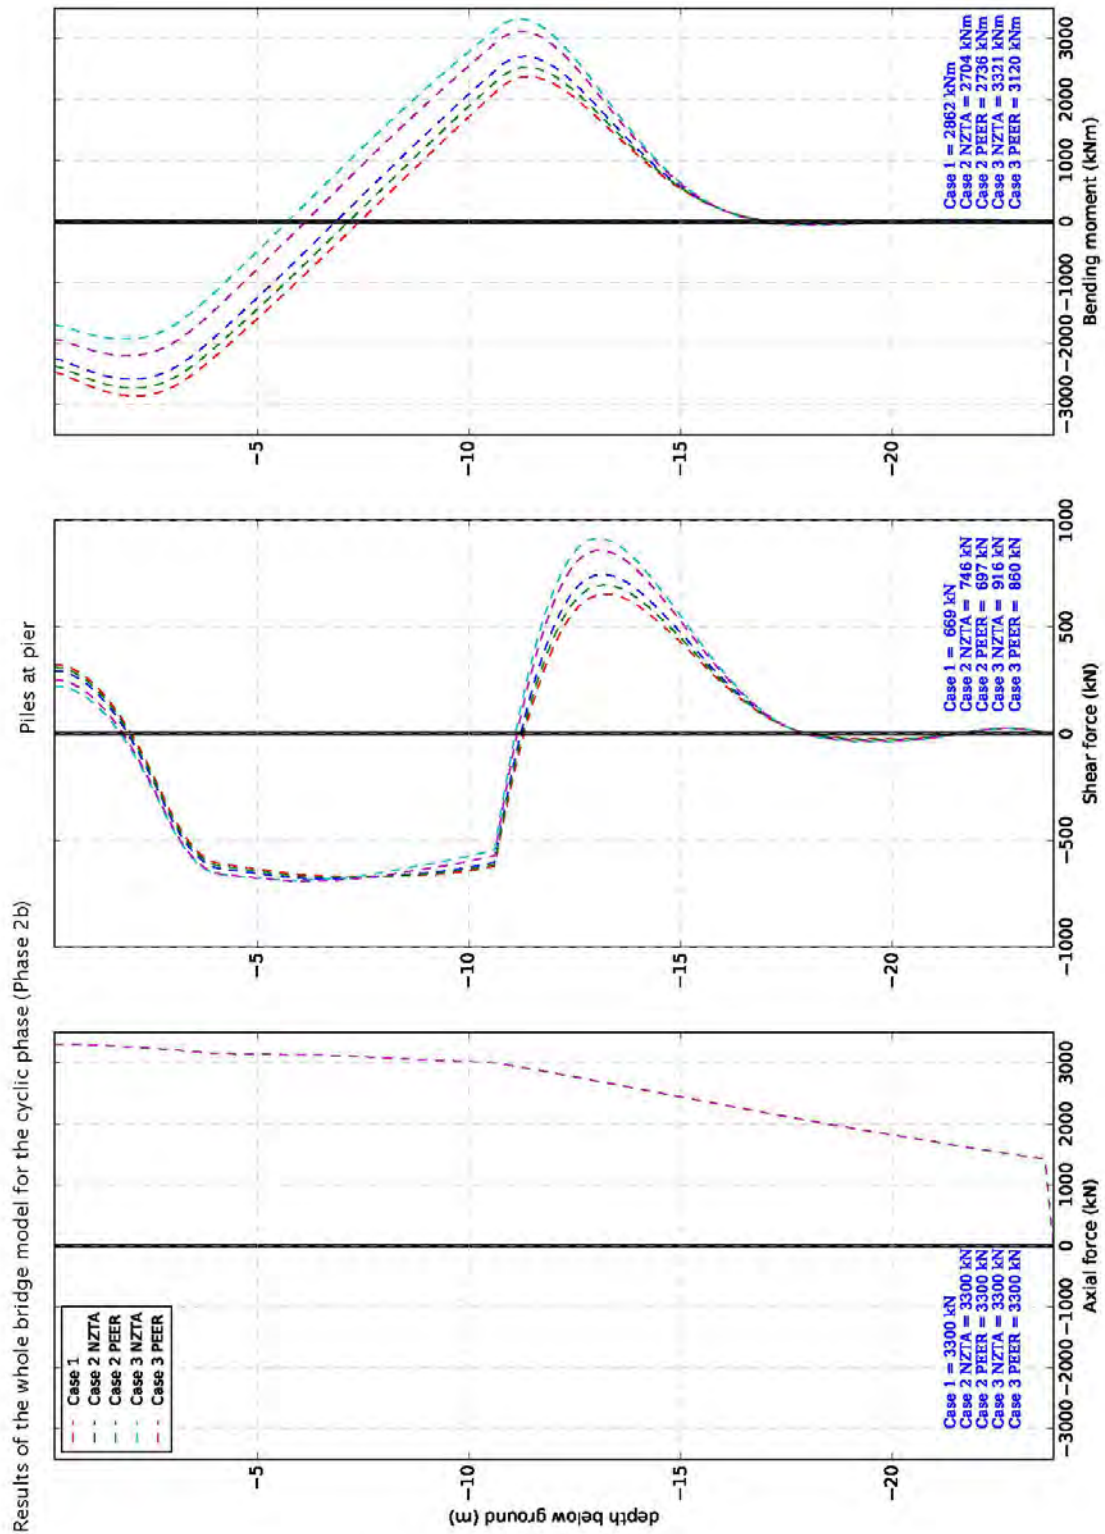 Results of the whole bridge model for the cyclic phase (Phase 2b)
Piles at pier
Case 1
Case 2 NZTA
Case 2 PEER
Case 3 NZTA
Case 3 PEER
depth below ground (m)
−5
−10
−15
−20
Case 1 = 3300 kN
Case 2 NZTA = 3300 kN
Case 2 PEER = 3300 kN
Case 3 NZTA = 3300 kN
Case 3 PEER = 3300 kN
−3000 −2000 −1000 0 1000 2000 3000
Axial force (kN)
−5
−10
−15
−20
Case 1 = 669 kN
Case 2 NZTA = 746 kN
Case 2 PEER = 697 kN
Case 3 NZTA = 916 kN
Case 3 PEER = 860 kN
−1000 −500 0 500 1000
Shear force (kN)
−5
−10
−15
−20
Case 1 = 2862 kNm
Case 2 NZTA = 2704 kNm
Case 2 PEER = 2736 kNm
Case 3 NZTA = 3321 kNm
Case 3 PEER = 3120 kNm
−3000 −2000 −1000 0 1000 2000 3000
Bending moment (kNm)